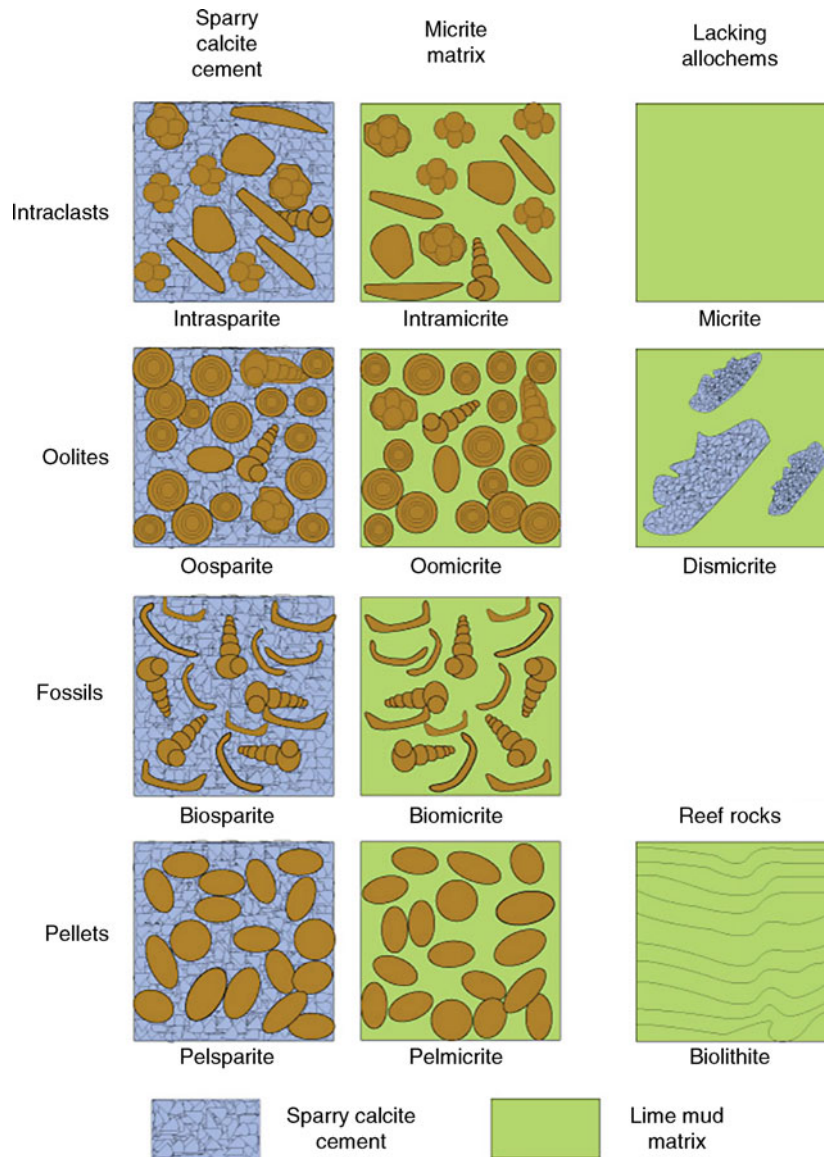 Sparry
calcite
cement
Micrite
matrix
Lacking
allochems
Intraclasts
Intrasparite
Intramicrite
Micrite
Oolites
Oosparite
Oomicrite
Dismicrite
Fossils
Biosparite
Biomicrite
Reef rocks
Pellets
Pelsparite
Pelmicrite
Biolithite
Sparry calcite
cement
Lime mud
matrix